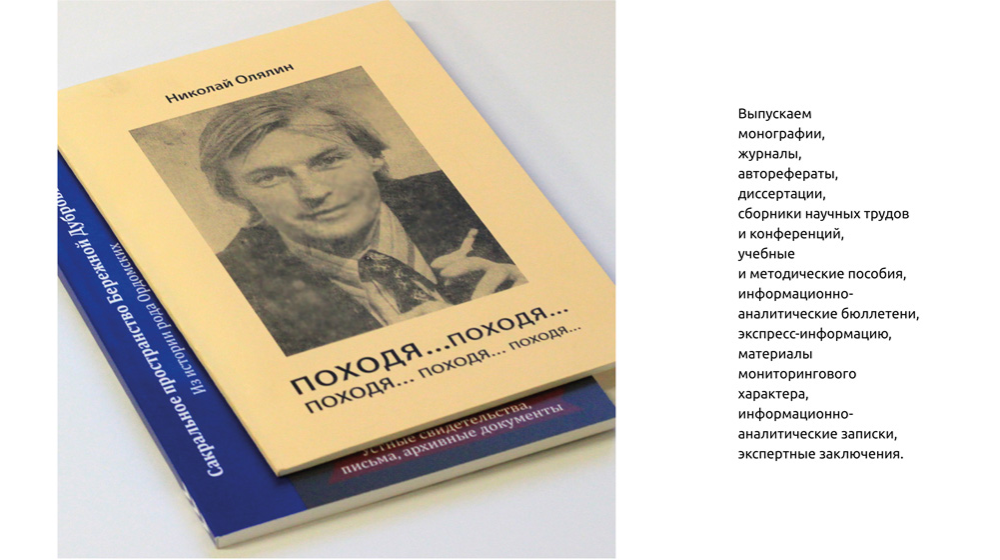 Николай Олялин
ПОХОДЯ...ПОХОДЯ...
ПОХОДЯ... ПОХОДЯ... ПОХОДЯ...
Сакральное пространство Бережной Дубров
Из истории рода Ордомских
устные свидетельства,
письма, архивные документы
Выпускаем
монографии,
журналы,
авторефераты,
диссертации,
сборники научных трудов
и конференций,
учебные
и методические пособия,
информационно-
аналитические бюллетени,
экспресс-информацию,
материалы
мониторингового
характера,
информационно-
аналитические записки,
экспертные заключения.